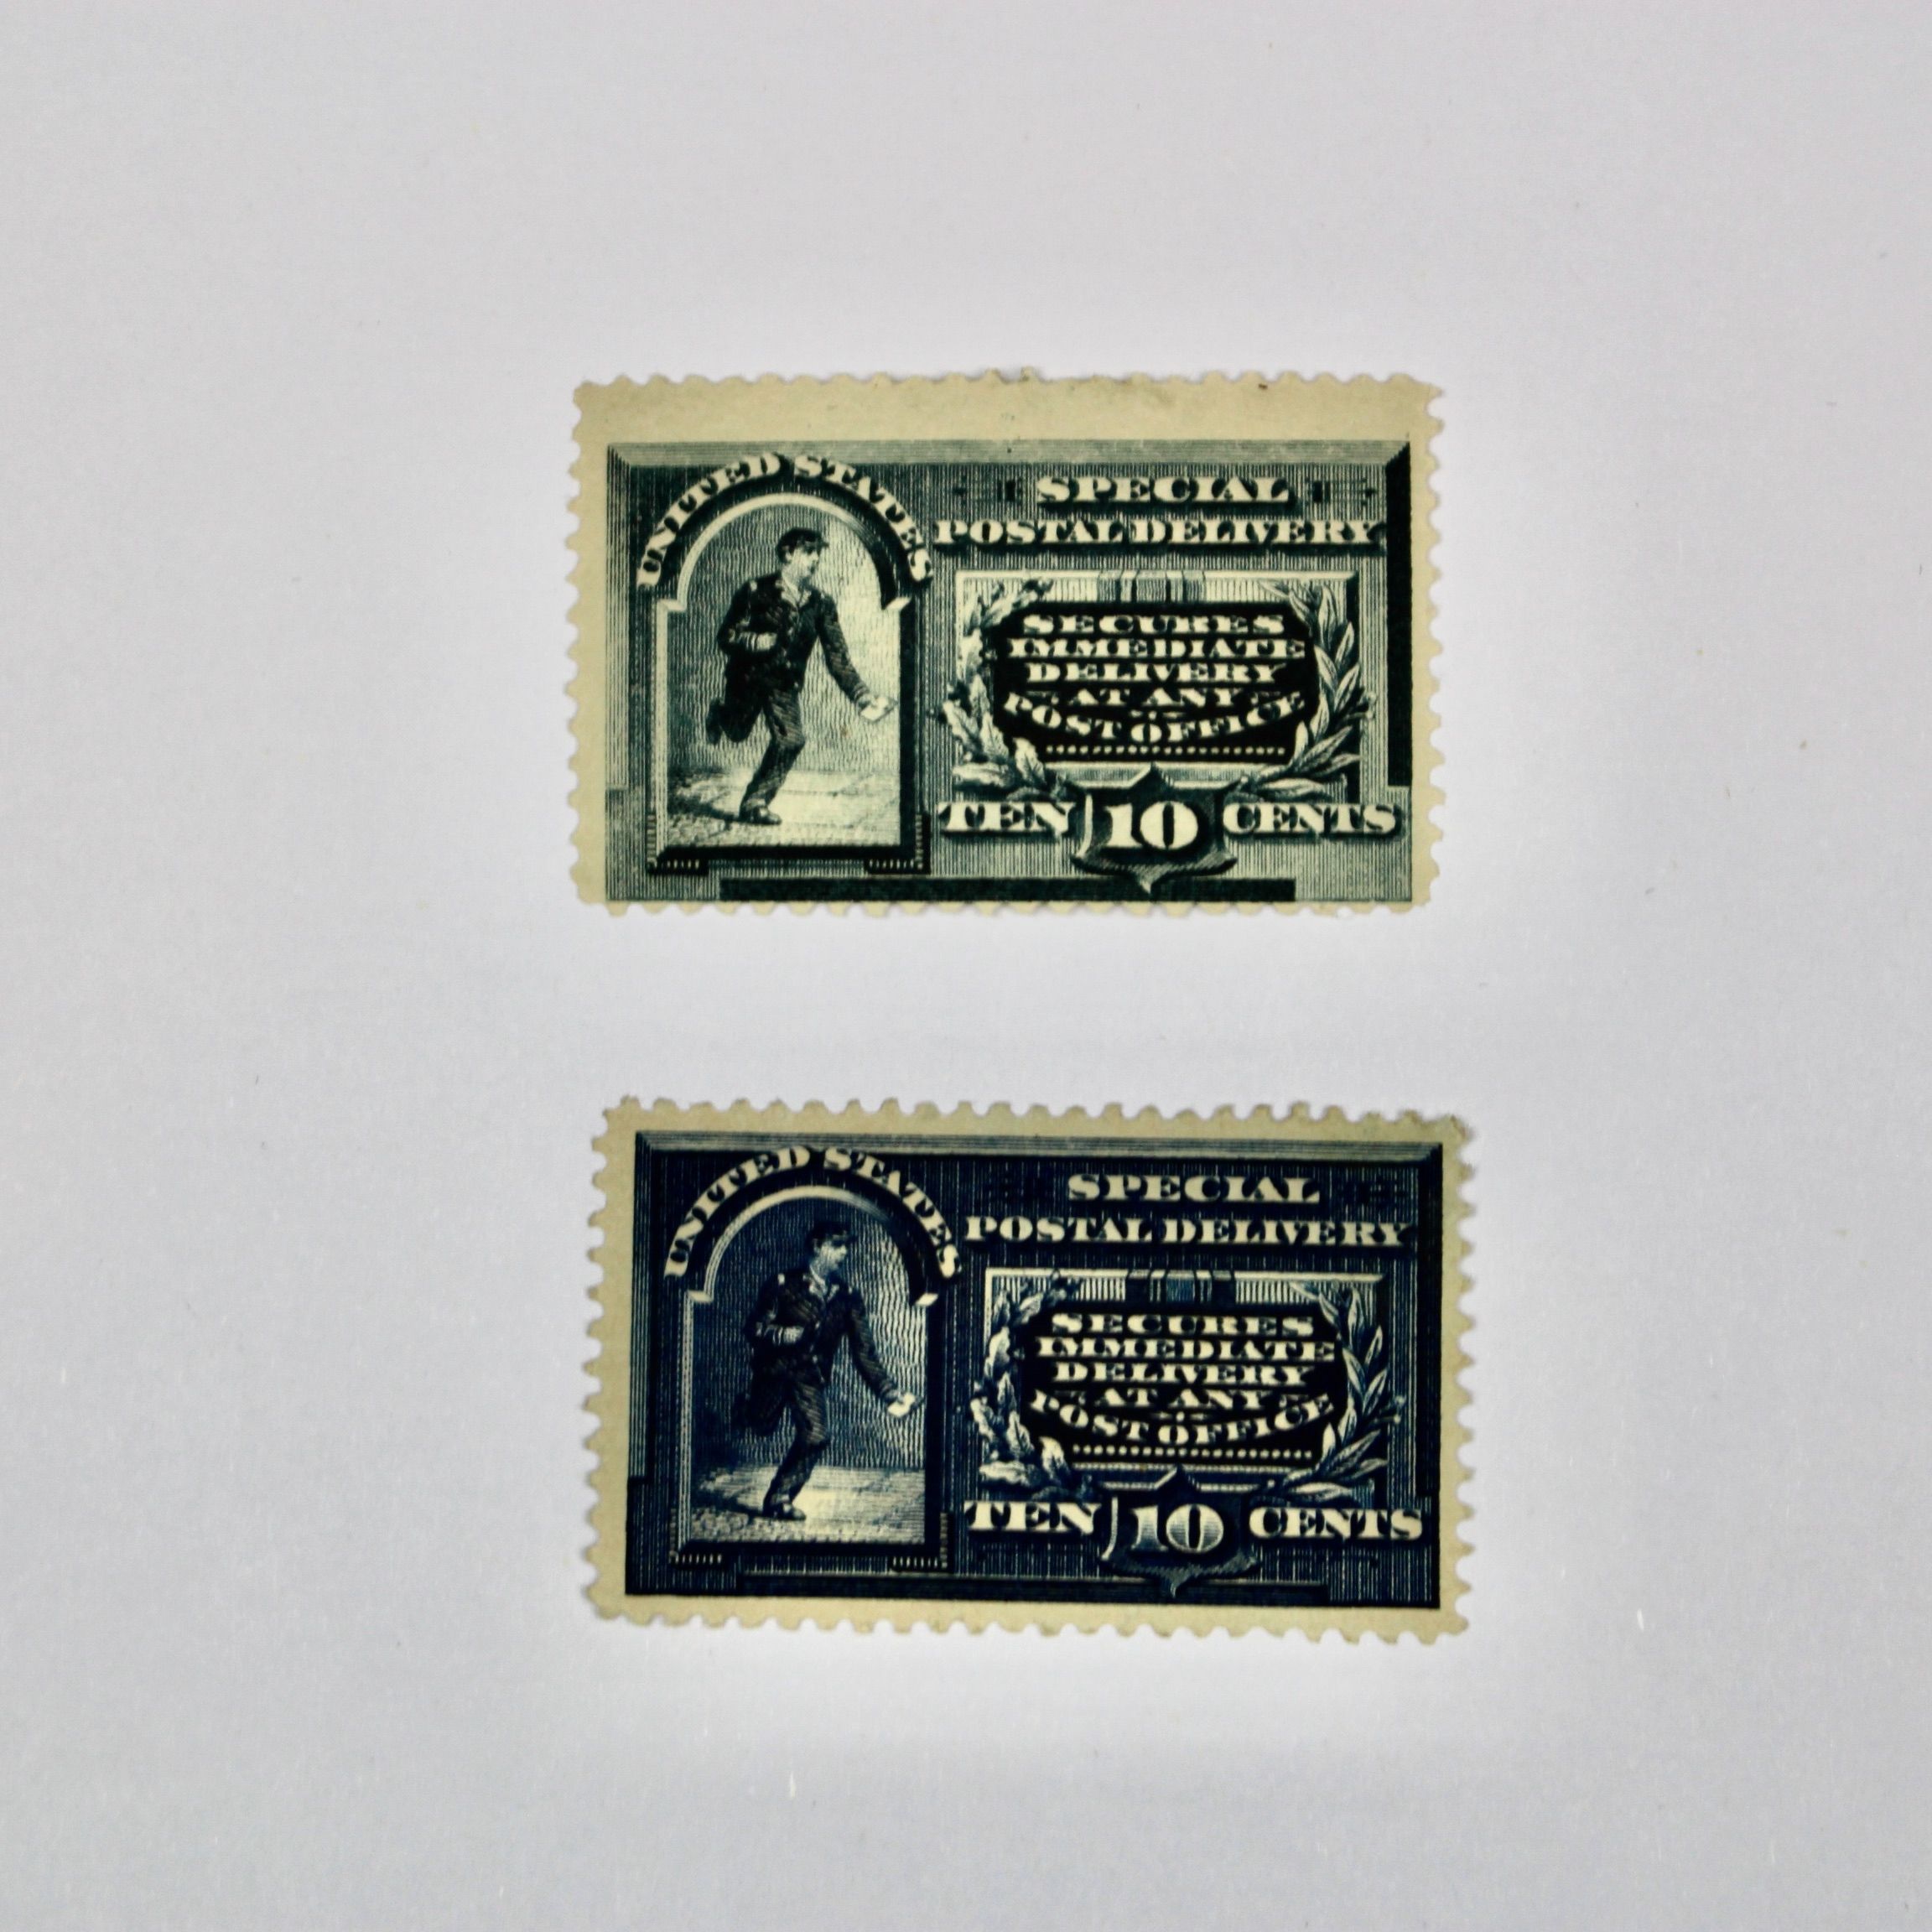 UNITED STATES
SPECIAL
POSTAL DELIVERY
SECURES
IMMEDIATE
DELIVERY
AT ANY
POST OFFICE
TEN 10 CENTS
UNITED STATES
SPECIAL
POSTAL DELIVERY
SECURES
IMMEDIATE
DELIVERY
AT ANY
POST OFFICE
TEN 10 CENTS